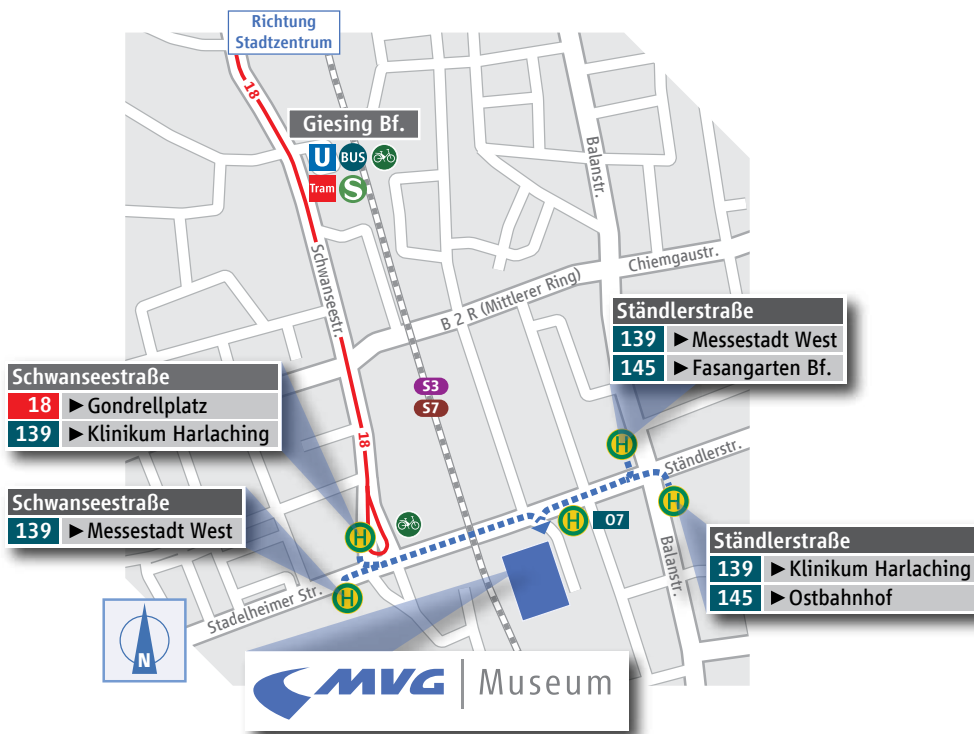 Richtung
Stadtzentrum
18
Giesing Bf.
U BUS
Tram S
Balanstr.
Schwanseestr.
Chiemgaustr.
B 2 R (Mittlerer Ring)
Ständlerstraße
139 ►Messestadt West
145 ►Fasangarten Bf.
Schwanseestraße
18 ►Gondrellplatz
139 ►Klinikum Harlaching
S3
S7
18
H
Ständlerstr.
Schwanseestraße
139 ►Messestadt West
H
H
H 07
Balanstr.
Ständlerstraße
139 ►Klinikum Harlaching
145 ►Ostbahnhof
H
Stadelheimer Str.
N
MVG | Museum